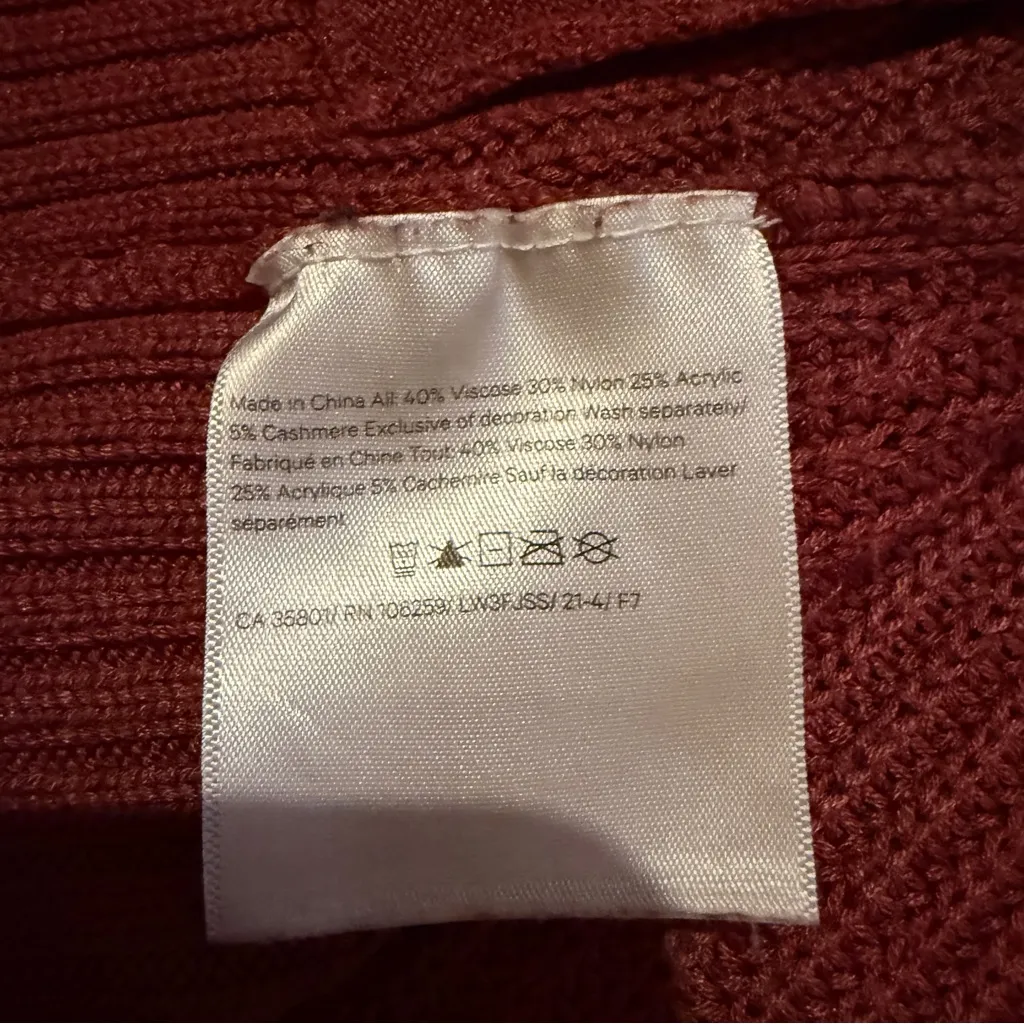 Made in China All: 40% Viscose 30% Nylon 25% Acrylic
5% Cashmere Exclusive of decoration Wash separately/
Fabriqué en Chine Tout: 40% Viscose 30% Nylon
25% Acrylique 5% Cachemire Sauf la décoration Laver
séparément
CA 35801/ RN 108259/ LW3FJSS/ 21-4/ F7